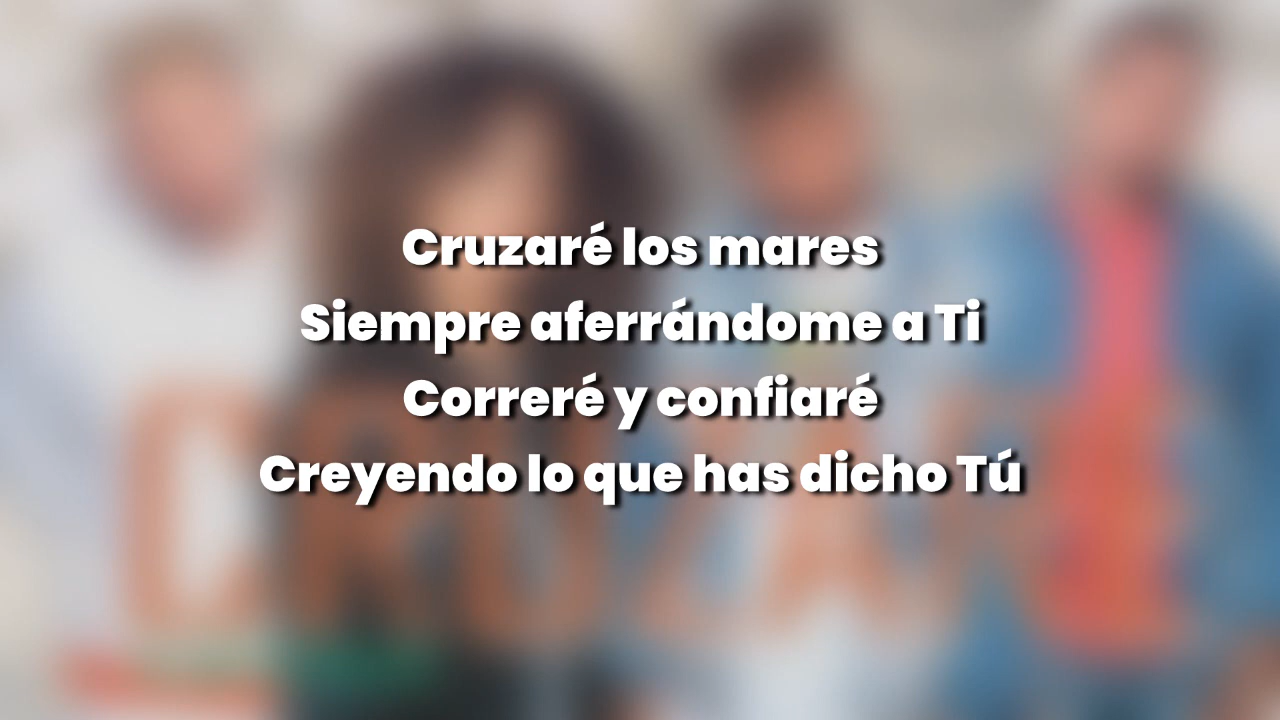 Cruzaré los mares
Siempre aferrándome a Ti
Correré y confiaré
Creyendo lo que has dicho Tú